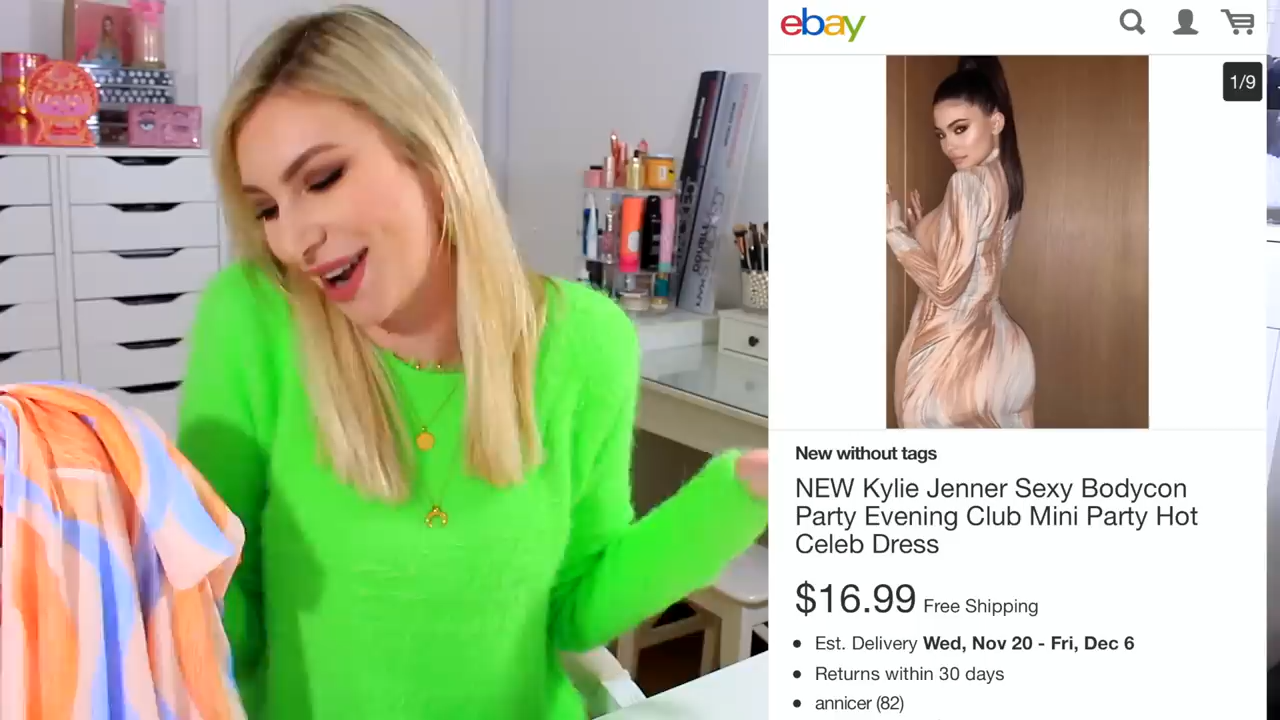 ebay
1/9
New without tags
NEW Kylie Jenner Sexy Bodycon
Party Evening Club Mini Party Hot
Celeb Dress
$16.99 Free Shipping
• Est. Delivery Wed, Nov 20 - Fri, Dec 6
• Returns within 30 days
• annicer (82)